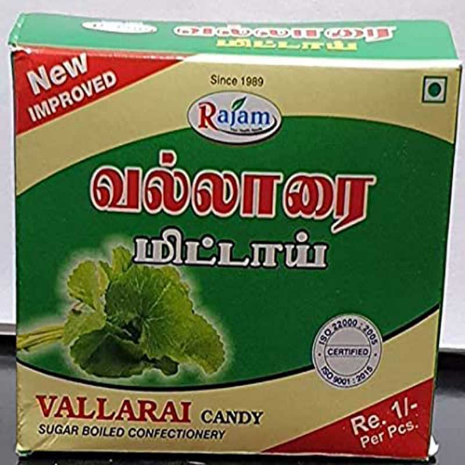 வல்லாரை
மிட்டாய்
New
IMPROVED
Since 1989
Rajam
வல்லாரை
மிட்டாய்
ISO 22000:2005
CERTIFIED
ISO 9001:2015
VALLARAI CANDY
SUGAR BOILED CONFECTIONERY
Re. 1/-
Per Pcs.